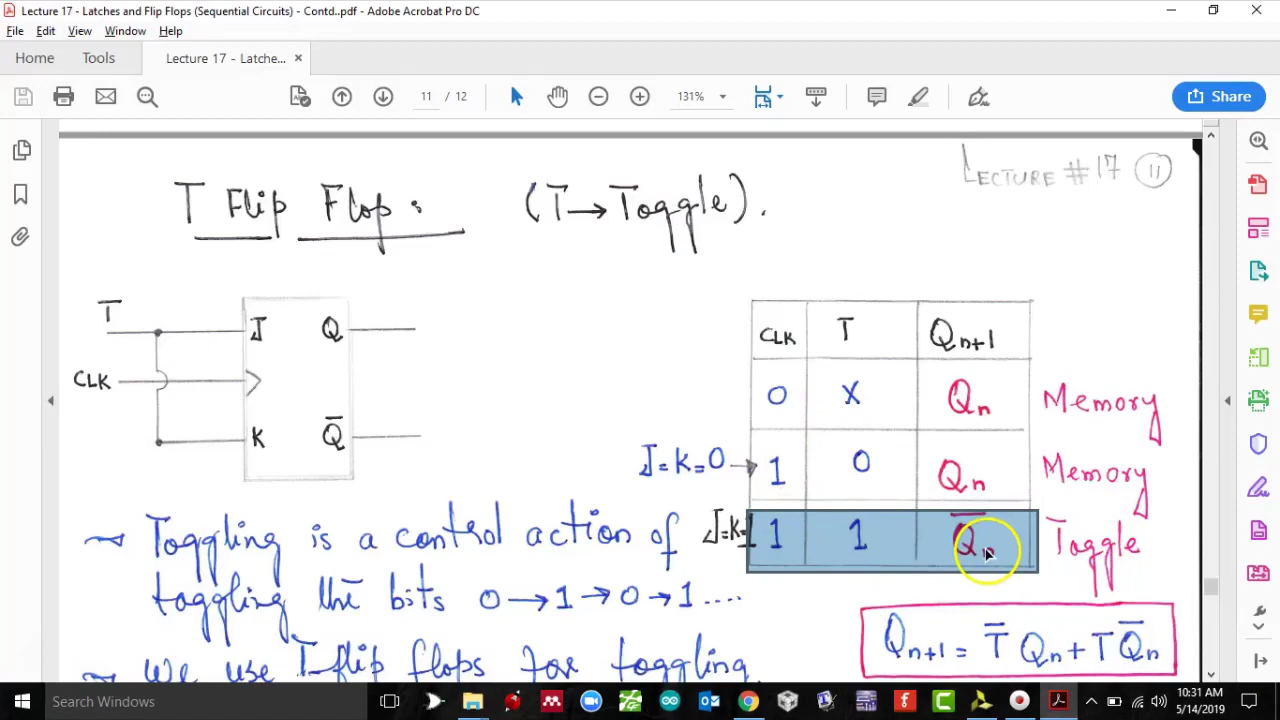 Lecture 17 - Latches and Flip Flops (Sequential Circuits) - Contd..pdf - Adobe Acrobat Pro DC
File Edit View Window Help
Home Tools Lecture 17 - Latche... ×
11 / 12 131% Share
LECTURE # 17 11
T Flip Flop: (T→Toggle).
T
J Q
CLK
K Q̅
CLK T Qn+1
0 X Qn Memory
J=K=0 → 1 0 Qn Memory
J=K=1 1 1 Q̅n Toggle
→ Toggling is a control action of
toggling the bits 0→1→0→1....
Qn+1 = T̅ Qn + T Q̅n
→ We use T-flip flops for toggling
Search Windows
10:31 AM
5/14/2019